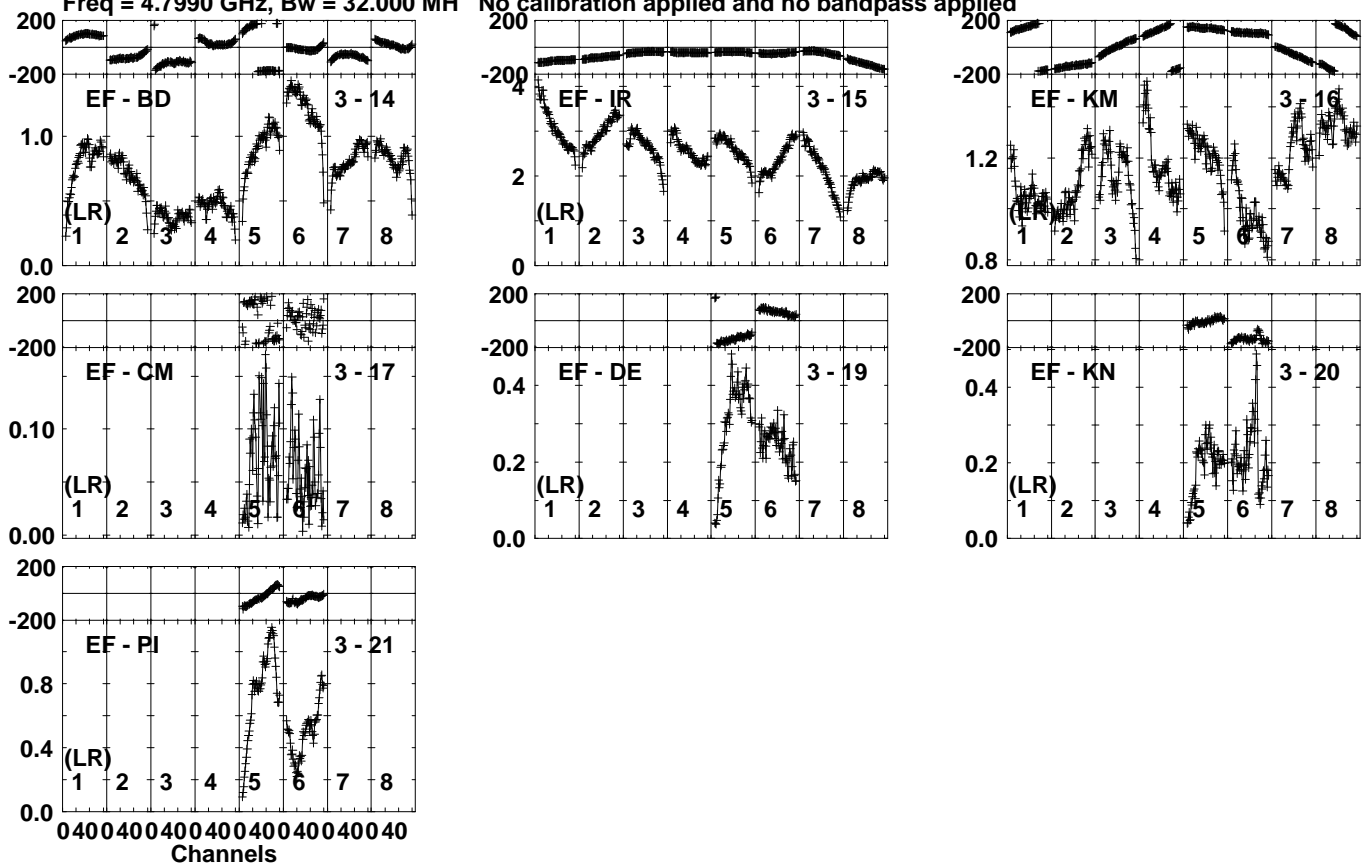 Freq = 4.7990 GHz, Bw = 32.000 MH No calibration applied and no bandpass applied
200
-200
EF - BD 3 - 14
1.0
0.0
(LR)
1 2 3 4 5 6 7 8
200
-200
EF - IR 3 - 15
4
2
0
(LR)
1 2 3 4 5 6 7 8
200
-200
EF - KM 3 - 16
1.2
0.8
(LR)
1 2 3 4 5 6 7 8
200
-200
EF - CM 3 - 17
0.10
0.00
(LR)
1 2 3 4 5 6 7 8
200
-200
EF - DE 3 - 19
0.4
0.2
0.0
(LR)
1 2 3 4 5 6 7 8
200
-200
EF - KN 3 - 20
0.4
0.2
0.0
(LR)
1 2 3 4 5 6 7 8
200
-200
EF - PI 3 - 21
0.8
0.4
0.0
(LR)
1 2 3 4 5 6 7 8
0 40 0 40 0 40 0 40 0 40 0 40 0 40 0 40
Channels